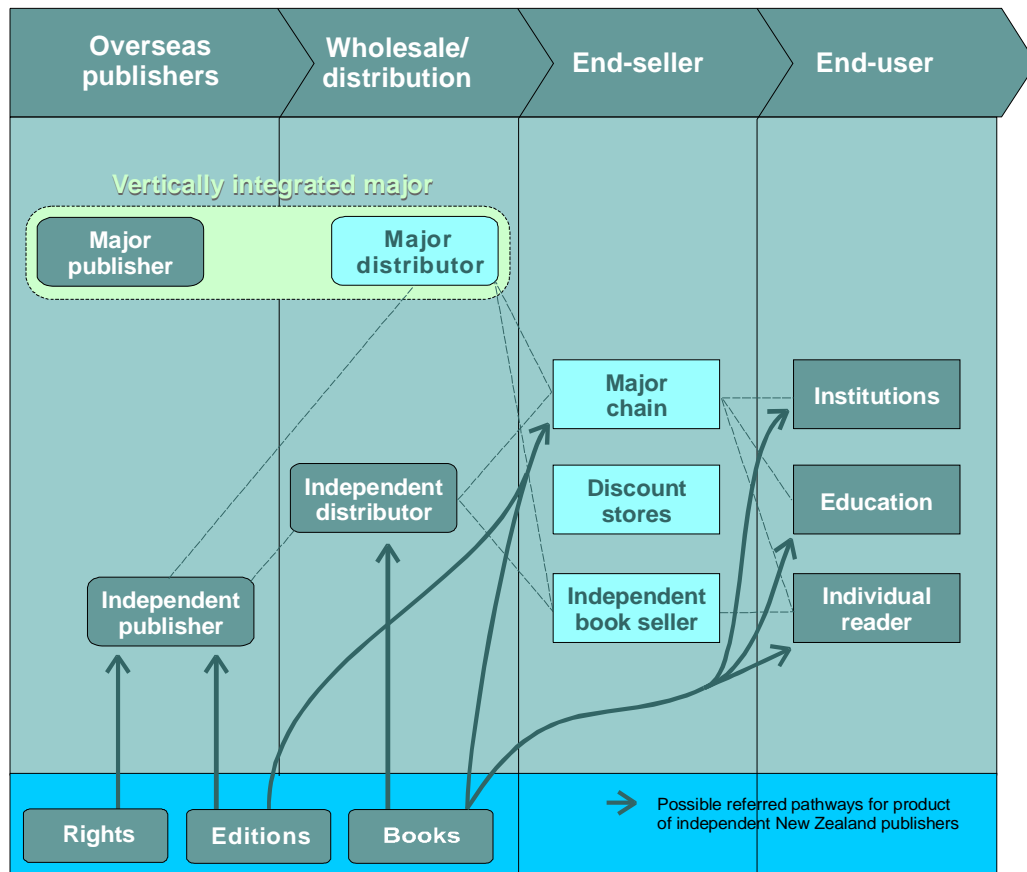 Overseas
publishers
Wholesale/
distribution
End-seller
End-user
Vertically integrated major
Major
publisher
Major
distributor
Major
chain
Institutions
Independent
distributor
Discount
stores
Education
Independent
publisher
Independent
book seller
Individual
reader
Rights
Editions
Books
Possible referred pathways for product
of independent New Zealand publishers